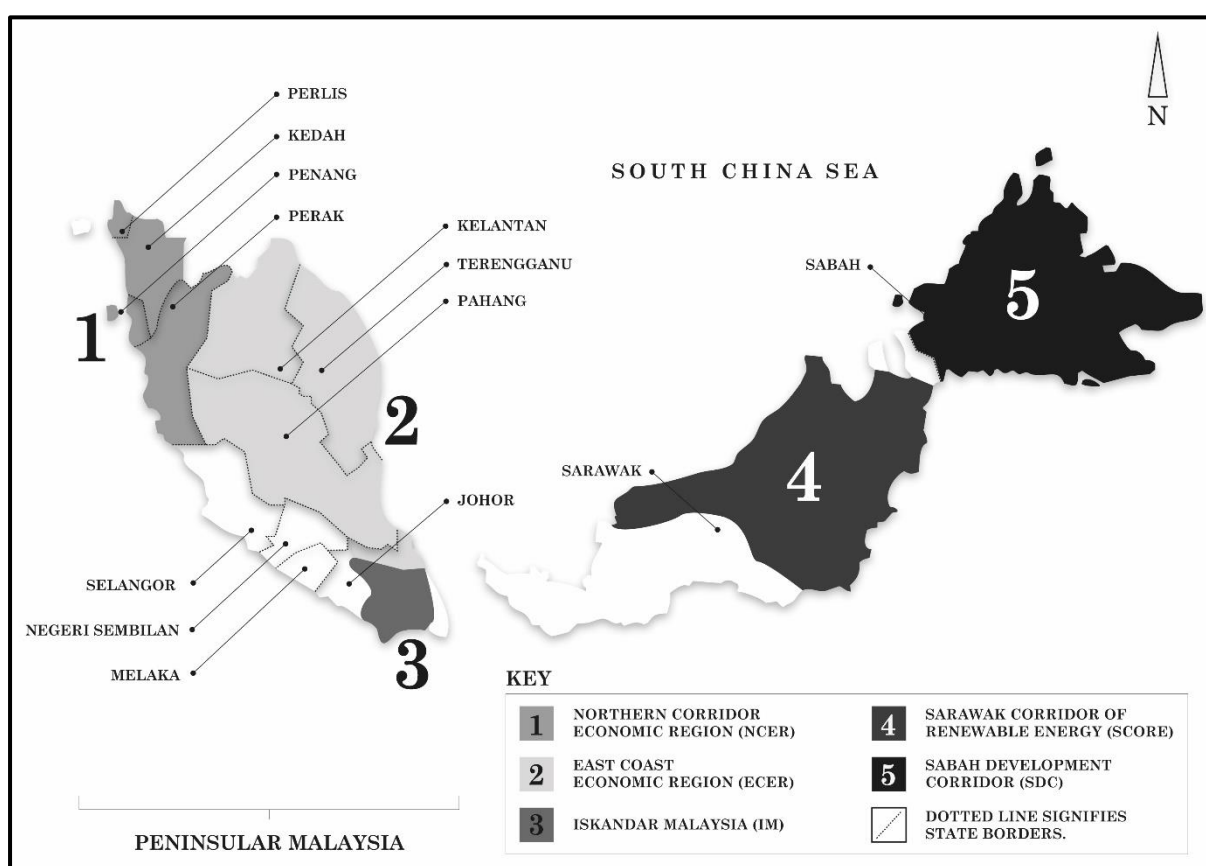 PERLIS
KEDAH
PENANG
PERAK
KELANTAN
TERENGGANU
PAHANG
N
SOUTH CHINA SEA
SABAH
1
2
5
SARAWAK
4
JOHOR
SELANGOR
NEGERI SEMBILAN
MELAKA
3
PENINSULAR MALAYSIA
KEY
1 NORTHERN CORRIDOR
ECONOMIC REGION (NCER)
2 EAST COAST
ECONOMIC REGION (ECER)
3 ISKANDAR MALAYSIA (IM)
4 SARAWAK CORRIDOR OF
RENEWABLE ENERGY (SCORE)
5 SABAH DEVELOPMENT
CORRIDOR (SDC)
DOTTED LINE SIGNIFIES
STATE BORDERS.